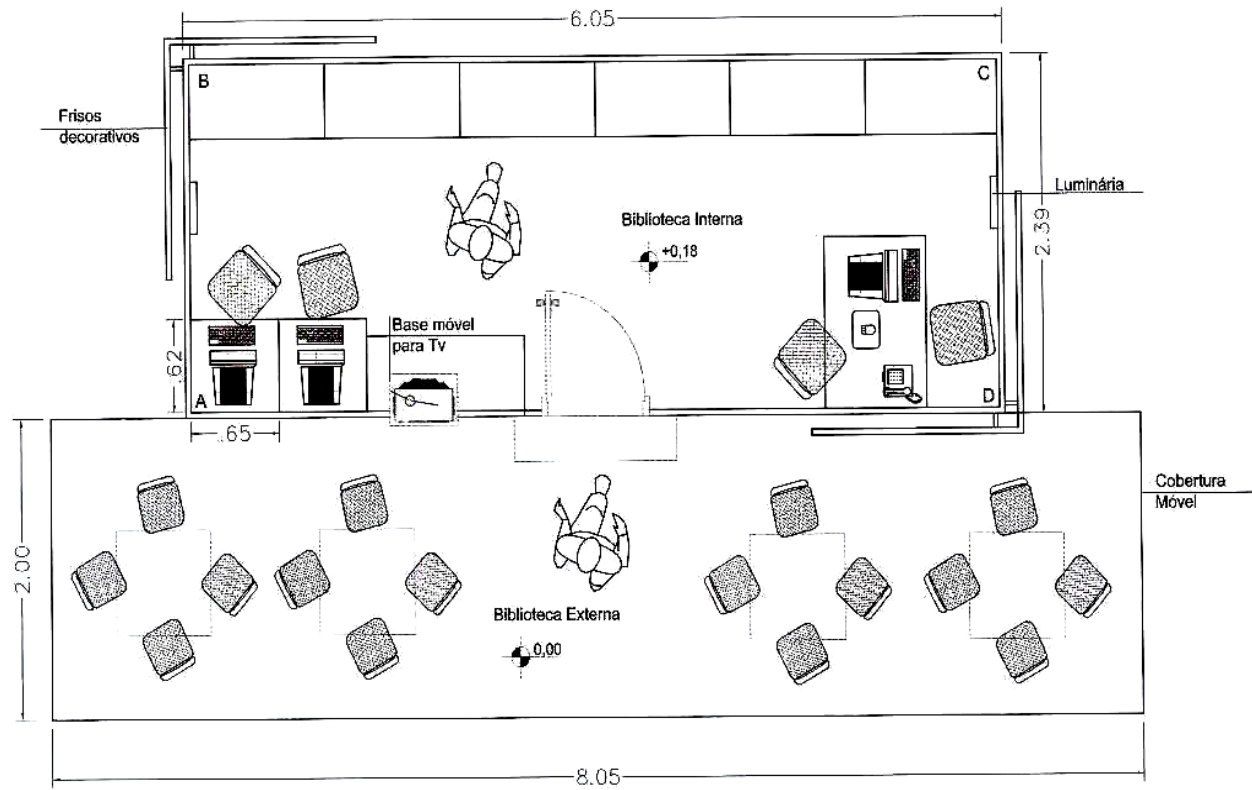 6.05
B
C
Frisos
decorativos
Luminária
2.39
Biblioteca Interna
+0,18
Base móvel
para Tv
.62
A
D
.65
Cobertura
Móvel
2.00
Biblioteca Externa
0,00
8.05